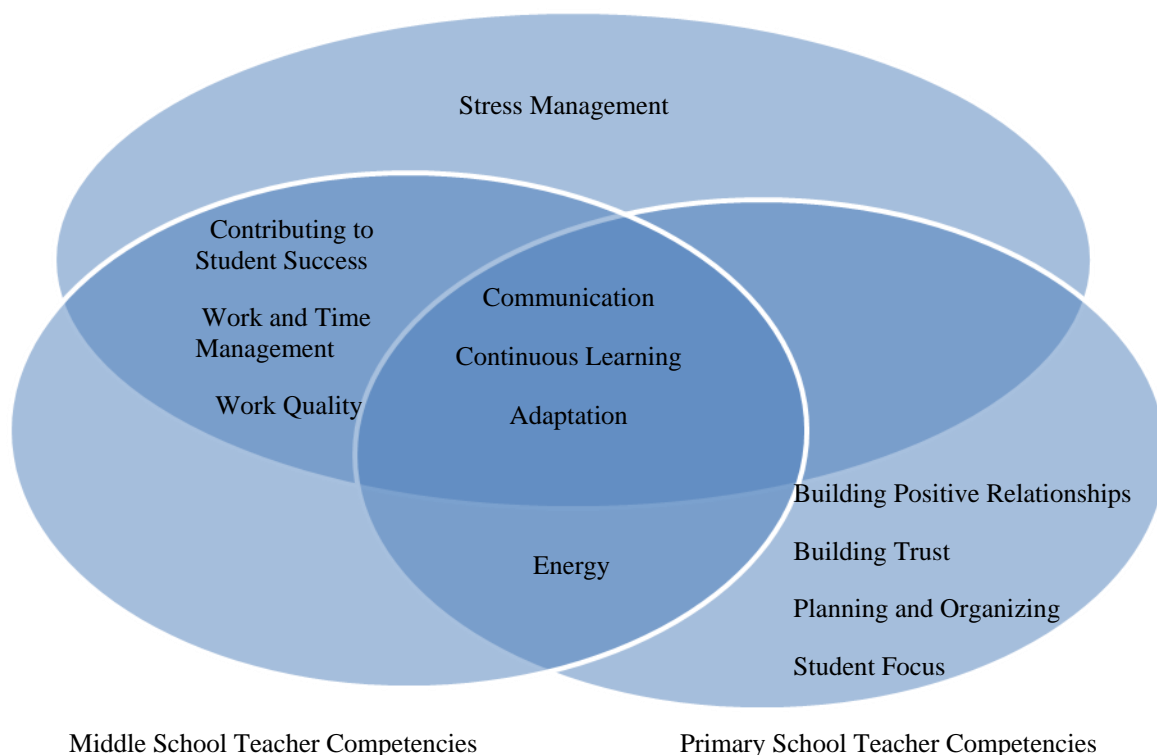 Stress Management
Contributing to
Student Success
Work and Time
Management
Work Quality
Communication
Continuous Learning
Adaptation
Energy
Building Positive Relationships
Building Trust
Planning and Organizing
Student Focus
Middle School Teacher Competencies
Primary School Teacher Competencies